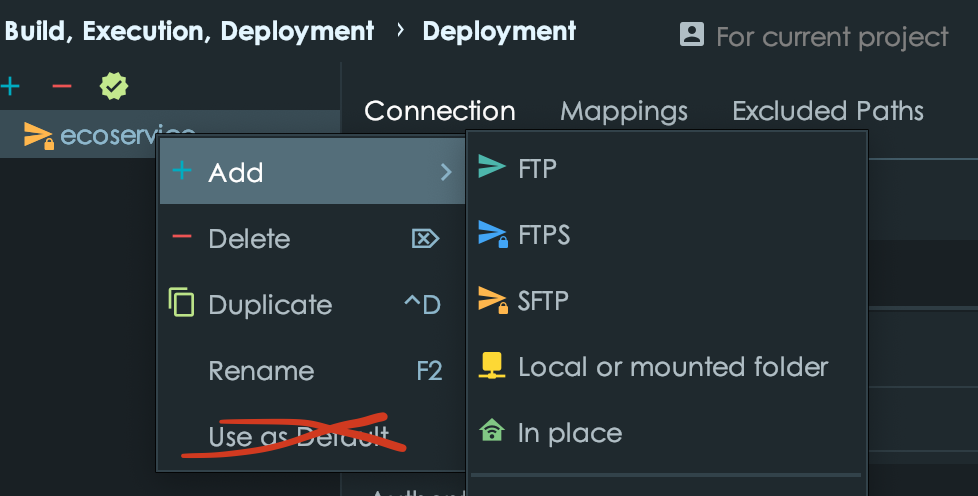 Build, Execution, Deployment › Deployment
For current project
Connection Mappings Excluded Paths
ecoservice
Add
Delete
Duplicate ^D
Rename F2
Use as Default
FTP
FTPS
SFTP
Local or mounted folder
In place